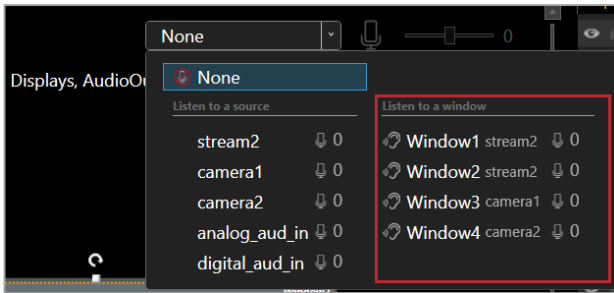 None
0
Displays, AudioOu
None
Listen to a source
stream2 0
camera1 0
camera2 0
analog_aud_in 0
digital_aud_in 0
Listen to a window
Window1 stream2 0
Window2 stream2 0
Window3 camera1 0
Window4 camera2 0